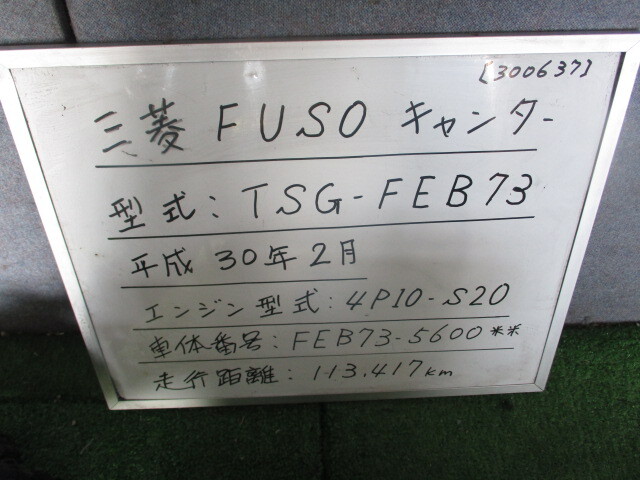 [300637]
三菱 FUSO キャンター
型式: TSG-FEB73
平成 30年 2月
エンジン型式: 4P10-S20
車体番号: FEB73-5600**
走行距離: 113.417km